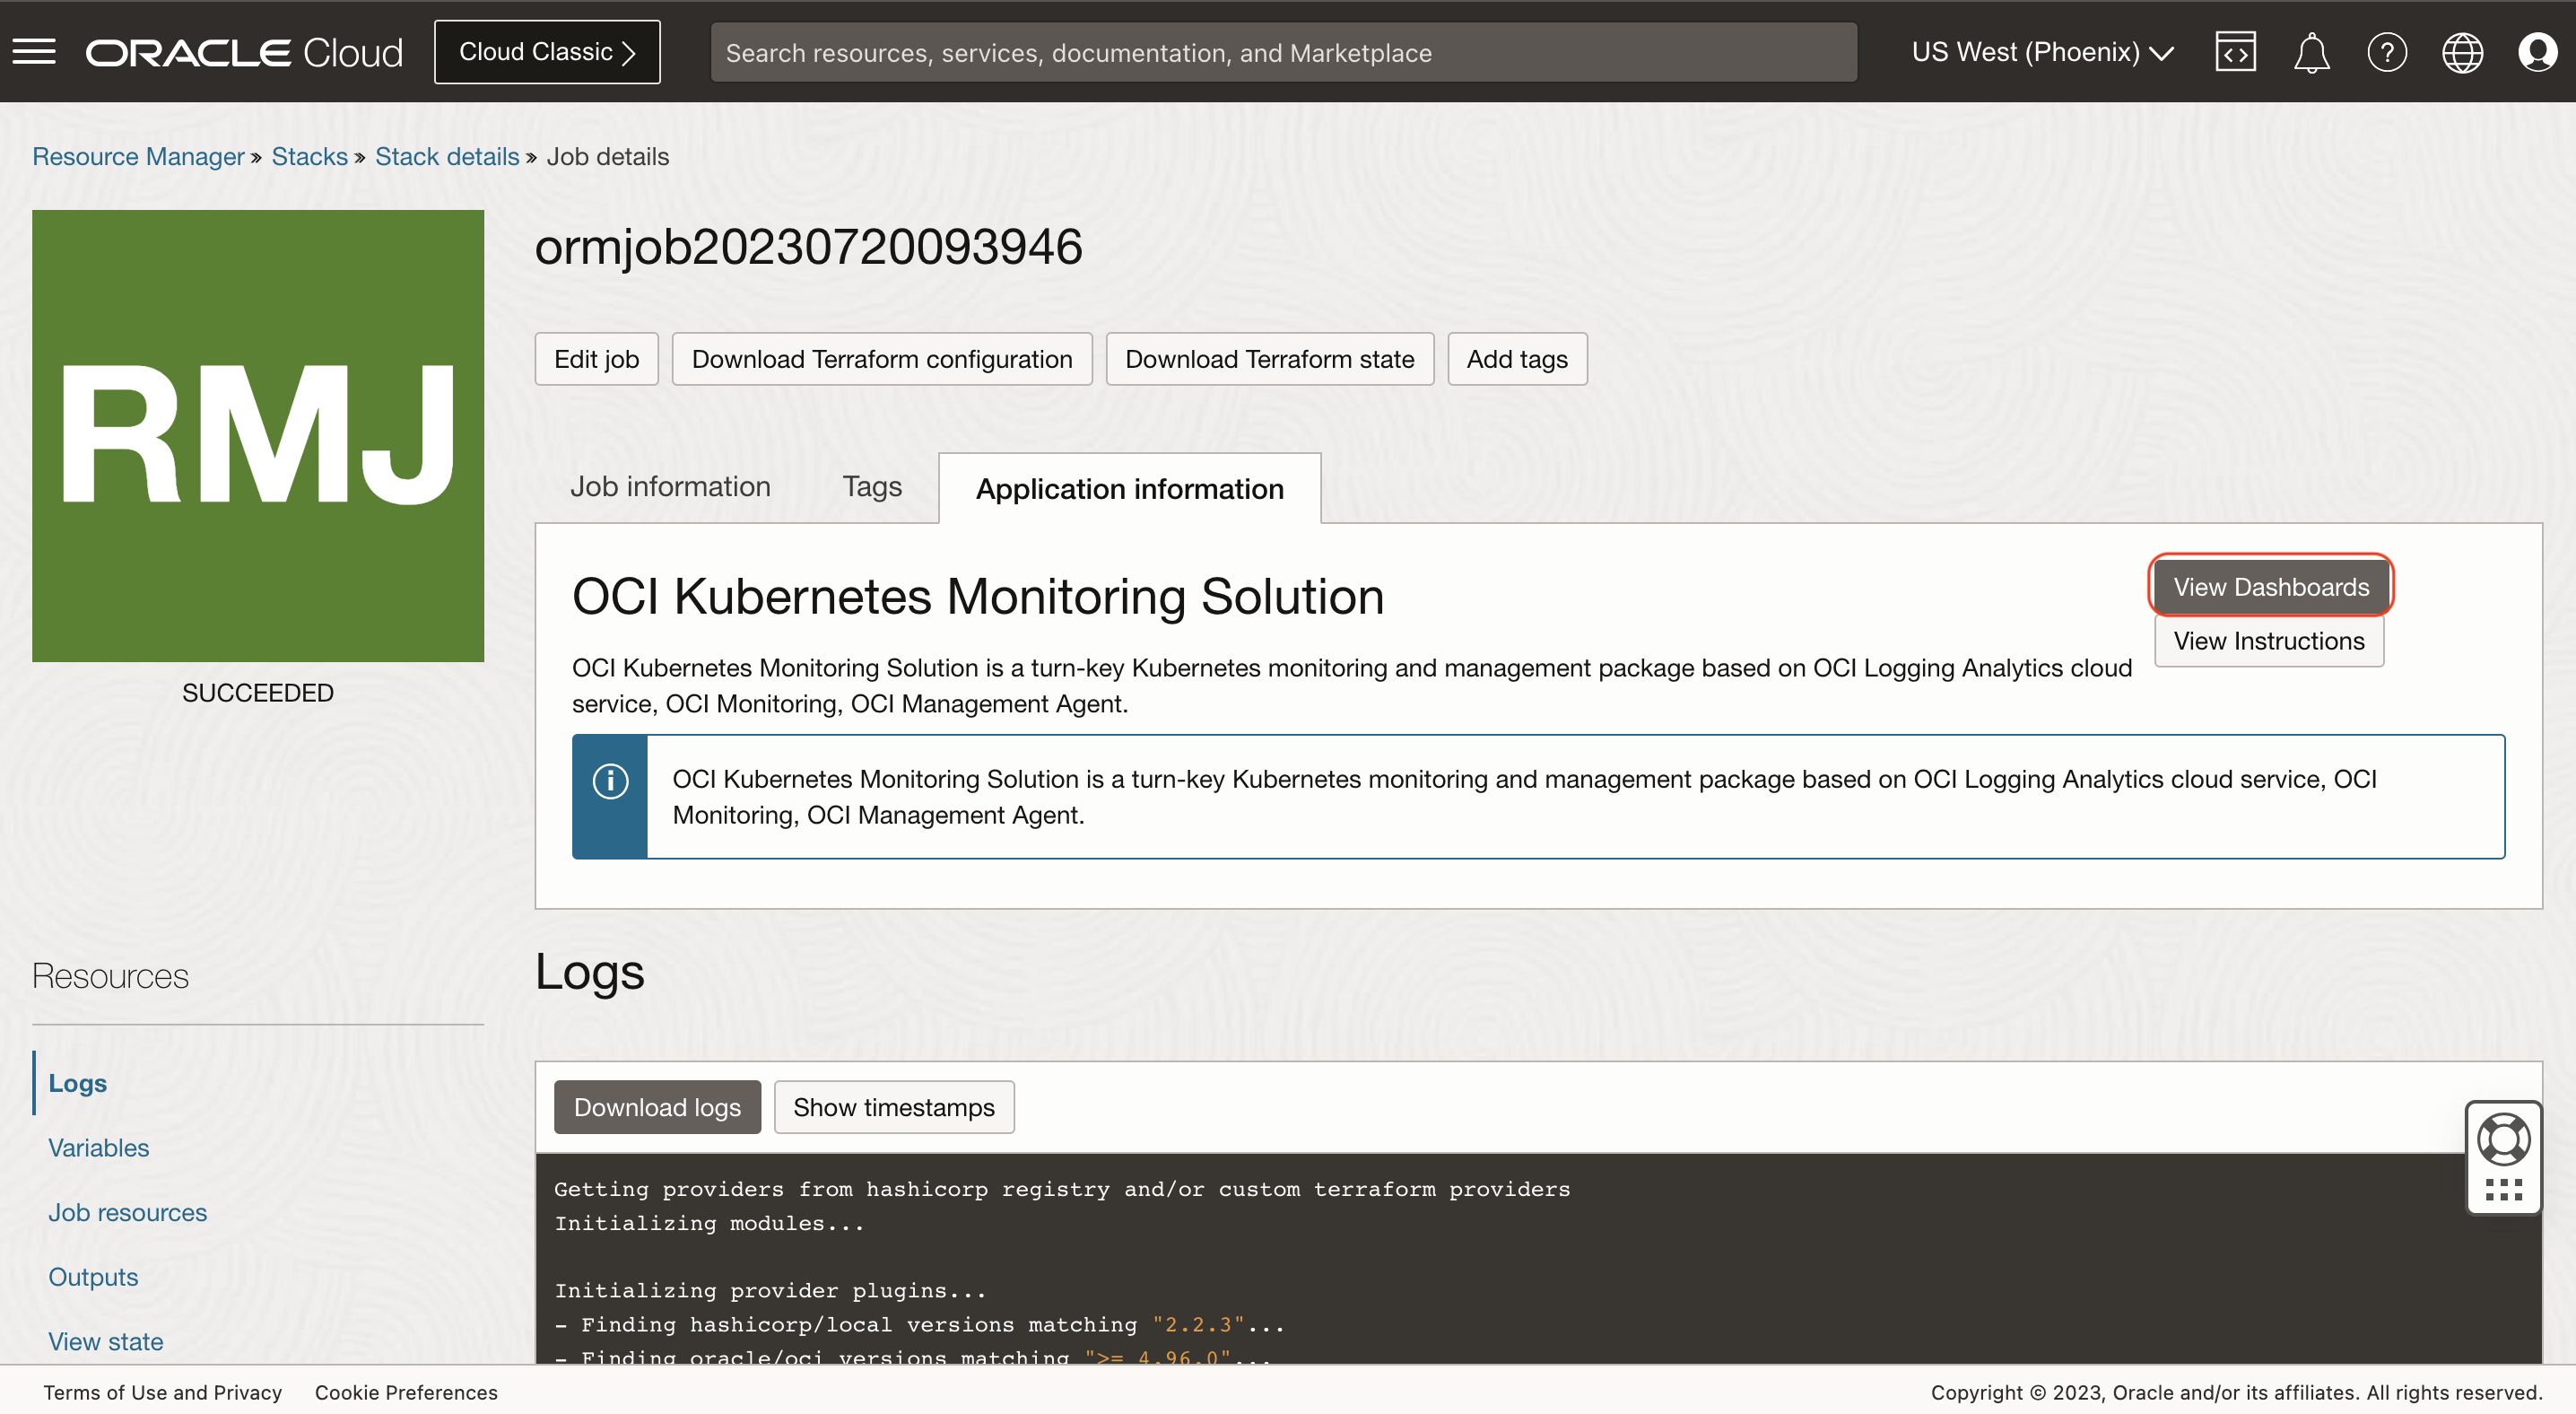 ORACLE Cloud
Cloud Classic
Search resources, services, documentation, and Marketplace
US West (Phoenix)
Resource Manager » Stacks » Stack details » Job details
RMJ
SUCCEEDED
ormjob20230720093946
Edit job
Download Terraform configuration
Download Terraform state
Add tags
Job information
Tags
Application information
OCI Kubernetes Monitoring Solution
View Dashboards
View Instructions
OCI Kubernetes Monitoring Solution is a turn-key Kubernetes monitoring and management package based on OCI Logging Analytics cloud
service, OCI Monitoring, OCI Management Agent.
OCI Kubernetes Monitoring Solution is a turn-key Kubernetes monitoring and management package based on OCI Logging Analytics cloud service, OCI
Monitoring, OCI Management Agent.
Resources
Logs
Variables
Job resources
Outputs
View state
Logs
Download logs
Show timestamps
Getting providers from hashicorp registry and/or custom terraform providers
Initializing modules...
Initializing provider plugins...
- Finding hashicorp/local versions matching "2.2.3"...
- Finding oracle/oci versions matching ">= 4.96.0"...
Terms of Use and Privacy
Cookie Preferences
Copyright © 2023, Oracle and/or its affiliates. All rights reserved.